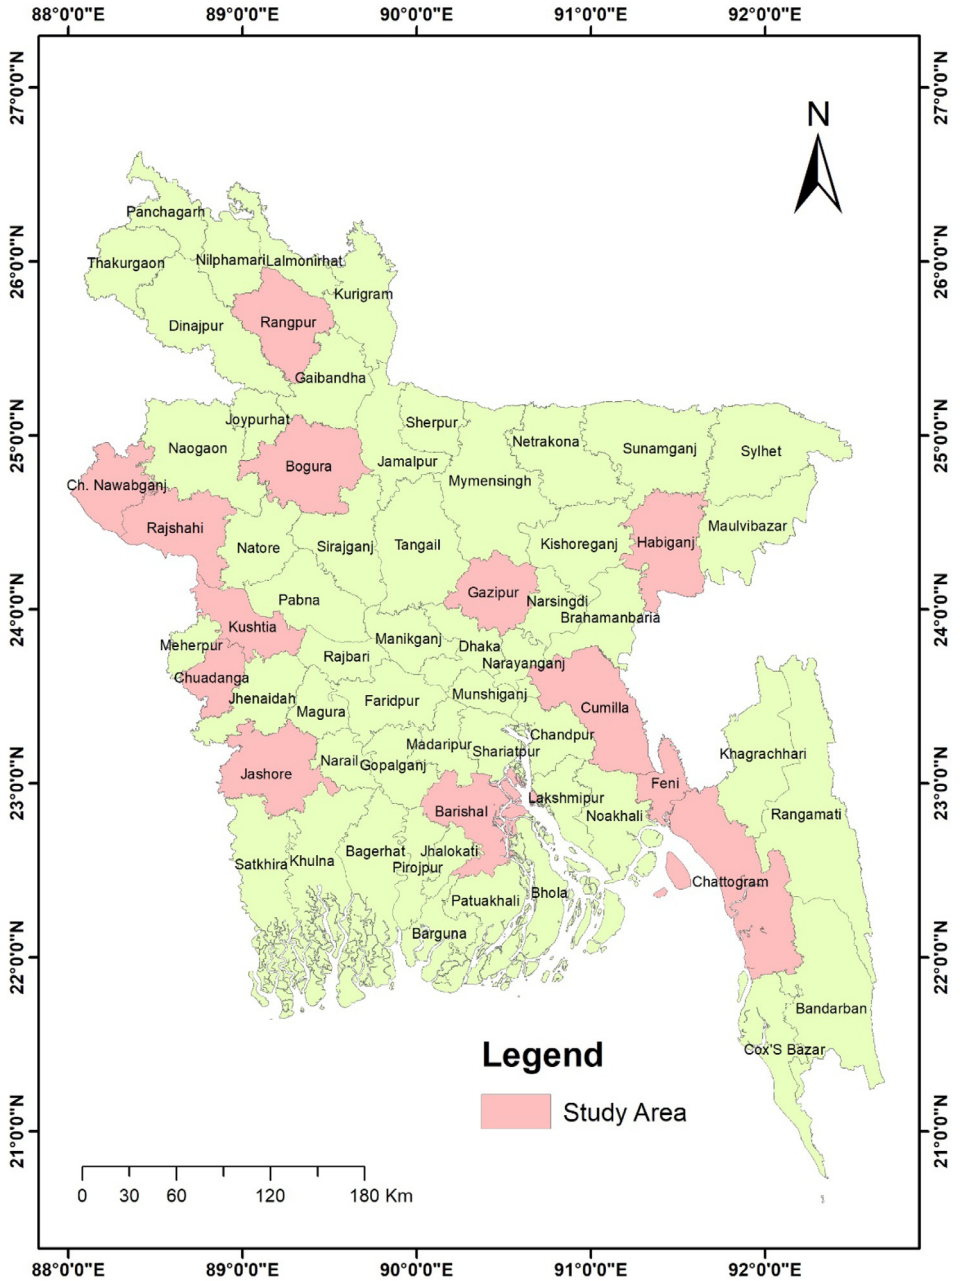 88°0'0"E 89°0'0"E 90°0'0"E 91°0'0"E 92°0'0"E
27°0'0"N 27°0'0"N
N
Panchagarh
26°0'0"N Thakurgaon Nilphamari Lalmonirhat 26°0'0"N
Kurigram
Dinajpur Rangpur
Gaibandha
Joypurhat Sherpur
25°0'0"N Naogaon Netrakona Sunamganj Sylhet 25°0'0"N
Bogura Jamalpur
Ch. Nawabganj Mymensingh
Rajshahi Maulvibazar
Natore Sirajganj Tangail Kishoreganj Habiganj
Pabna Gazipur Narsingdi
24°0'0"N Brahamanbaria 24°0'0"N
Kushtia
Meherpur Manikganj Dhaka
Rajbari Narayanganj
Chuadanga
Jhenaidah Faridpur Munshiganj
Magura Cumilla
Chandpur
Madaripur Shariatpur Khagrachhari
Narail Gopalganj
23°0'0"N Jashore Feni 23°0'0"N
Lakshmipur
Barishal Noakhali Rangamati
Bagerhat Jhalokati
Satkhira Khulna Pirojpur
Chattogram
Patuakhali Bhola
Barguna
22°0'0"N 22°0'0"N
Bandarban
Cox'S Bazar
Legend
Study Area
21°0'0"N 21°0'0"N
0 30 60 120 180 Km
88°0'0"E 89°0'0"E 90°0'0"E 91°0'0"E 92°0'0"E